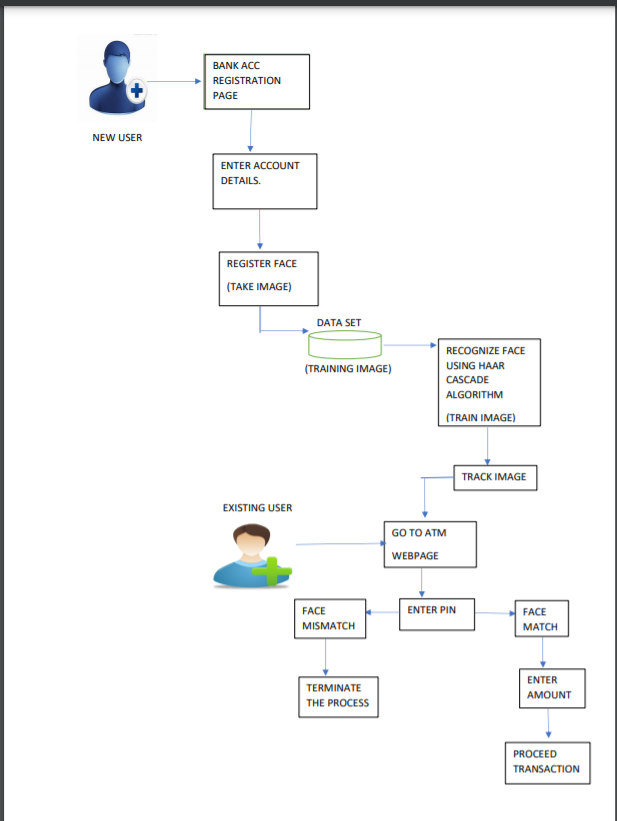 BANK ACC
REGISTRATION
PAGE
NEW USER
ENTER ACCOUNT
DETAILS.
REGISTER FACE
(TAKE IMAGE)
DATA SET
(TRAINING IMAGE)
RECOGNIZE FACE
USING HAAR
CASCADE
ALGORITHM
(TRAIN IMAGE)
TRACK IMAGE
EXISTING USER
GO TO ATM
WEBPAGE
ENTER PIN
FACE
MISMATCH
FACE
MATCH
TERMINATE
THE PROCESS
ENTER
AMOUNT
PROCEED
TRANSACTION